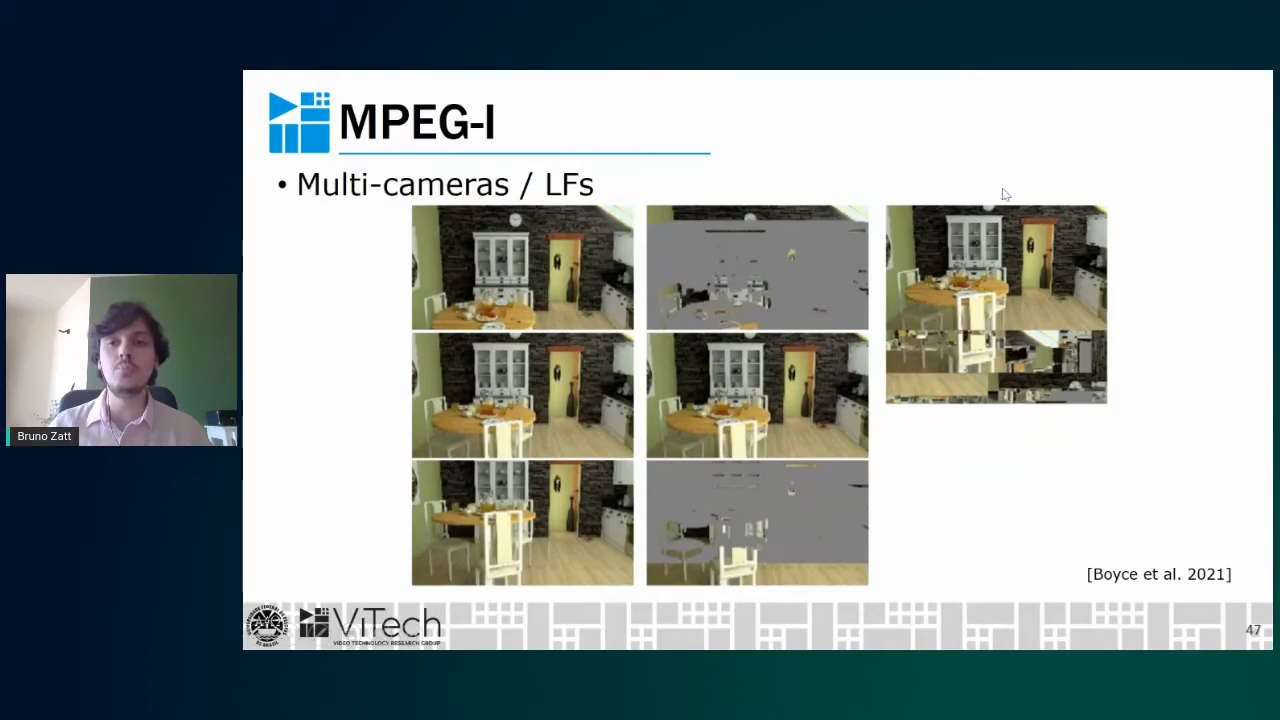 MPEG-I
• Multi-cameras / LFs
Bruno Zatt
[Boyce et al. 2021]
ViTech
VIDEO TECHNOLOGY RESEARCH GROUP
47